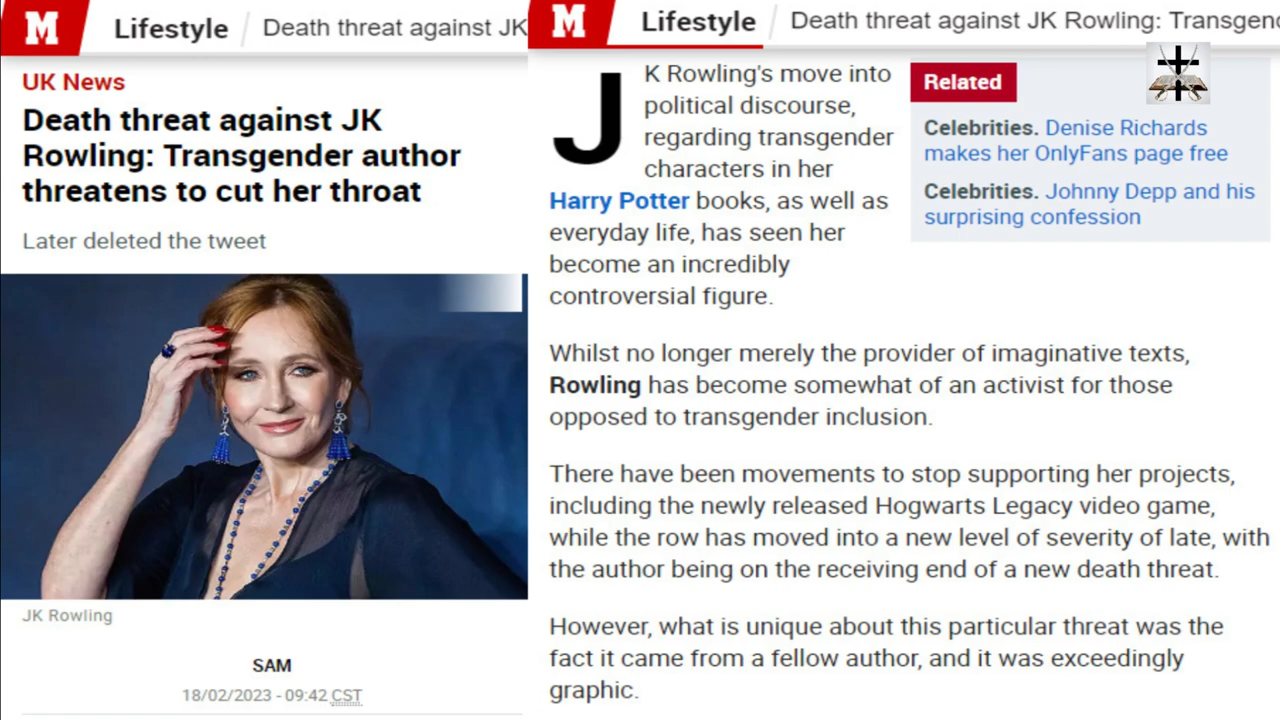 M Lifestyle Death threat against JK
UK News
Death threat against JK
Rowling: Transgender author
threatens to cut her throat
Later deleted the tweet
JK Rowling
SAM
18/02/2023 - 09:42 CST
M Lifestyle Death threat against JK Rowling: Transgend
JK Rowling's move into
political discourse,
regarding transgender
characters in her
Harry Potter books, as well as
everyday life, has seen her
become an incredibly
controversial figure.
Related
Celebrities. Denise Richards
makes her OnlyFans page free
Celebrities. Johnny Depp and his
surprising confession
Whilst no longer merely the provider of imaginative texts,
Rowling has become somewhat of an activist for those
opposed to transgender inclusion.
There have been movements to stop supporting her projects,
including the newly released Hogwarts Legacy video game,
while the row has moved into a new level of severity of late, with
the author being on the receiving end of a new death threat.
However, what is unique about this particular threat was the
fact it came from a fellow author, and it was exceedingly
graphic.